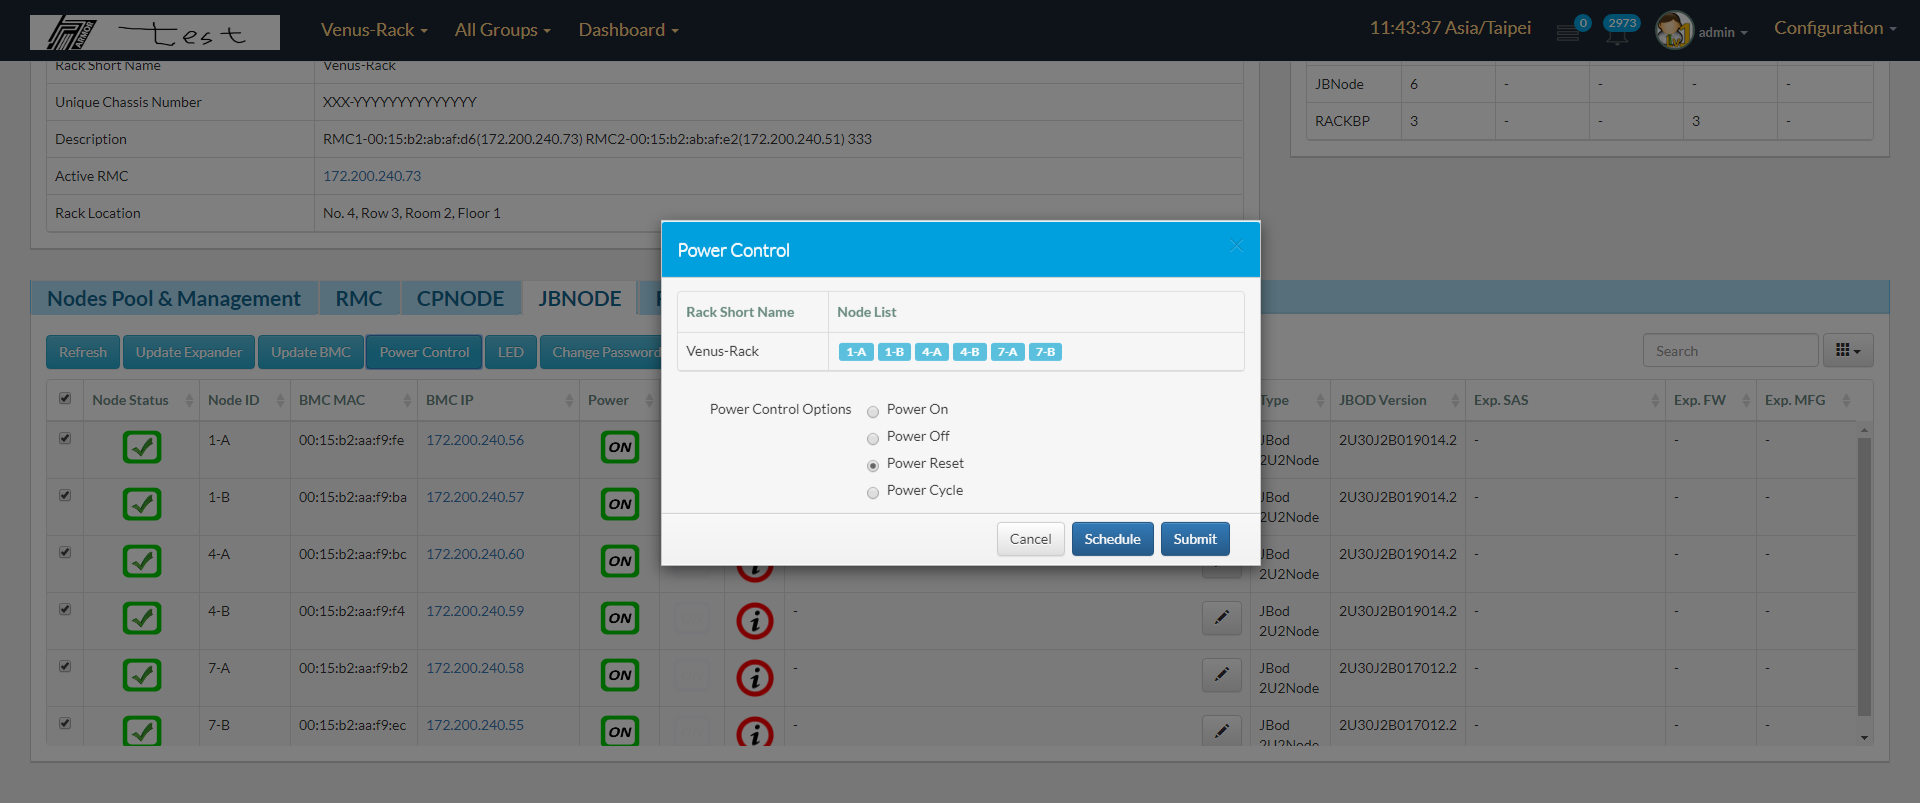 ARMOR test Venus-Rack All Groups Dashboard 11:43:37 Asia/Taipei 0 2973 admin Configuration
Rack Short Name Venus-Rack
Unique Chassis Number XXX-YYYYYYYYYYYYYY
Description RMC1-00:15:b2:ab:af:d6(172.200.240.73) RMC2-00:15:b2:ab:af:e2(172.200.240.51) 333
Active RMC 172.200.240.73
Rack Location No. 4, Row 3, Room 2, Floor 1
JBNode 6 - - - -
RACKBP 3 - - 3 -
Power Control ×
Rack Short Name Node List
Venus-Rack 1-A 1-B 4-A 4-B 7-A 7-B
Power Control Options Power On
Power Off
Power Reset
Power Cycle
Cancel Schedule Submit
Nodes Pool & Management RMC CPNODE JBNODE
Refresh Update Expander Update BMC Power Control LED Change Password Search
Node Status Node ID BMC MAC BMC IP Power Type JBOD Version Exp. SAS Exp. FW Exp. MFG
1-A 00:15:b2:aa:f9:fe 172.200.240.56 ON JBod 2U30J2B019014.2 - - -
2U2Node
1-B 00:15:b2:aa:f9:ba 172.200.240.57 ON JBod 2U30J2B019014.2 - - -
2U2Node
4-A 00:15:b2:aa:f9:bc 172.200.240.60 ON JBod 2U30J2B019014.2 - - -
2U2Node
4-B 00:15:b2:aa:f9:f4 172.200.240.59 ON i - JBod 2U30J2B019014.2 - - -
2U2Node
7-A 00:15:b2:aa:f9:b2 172.200.240.58 ON i - JBod 2U30J2B017012.2 - - -
2U2Node
7-B 00:15:b2:aa:f9:ec 172.200.240.55 ON i - JBod 2U30J2B017012.2 - - -
2U2Node